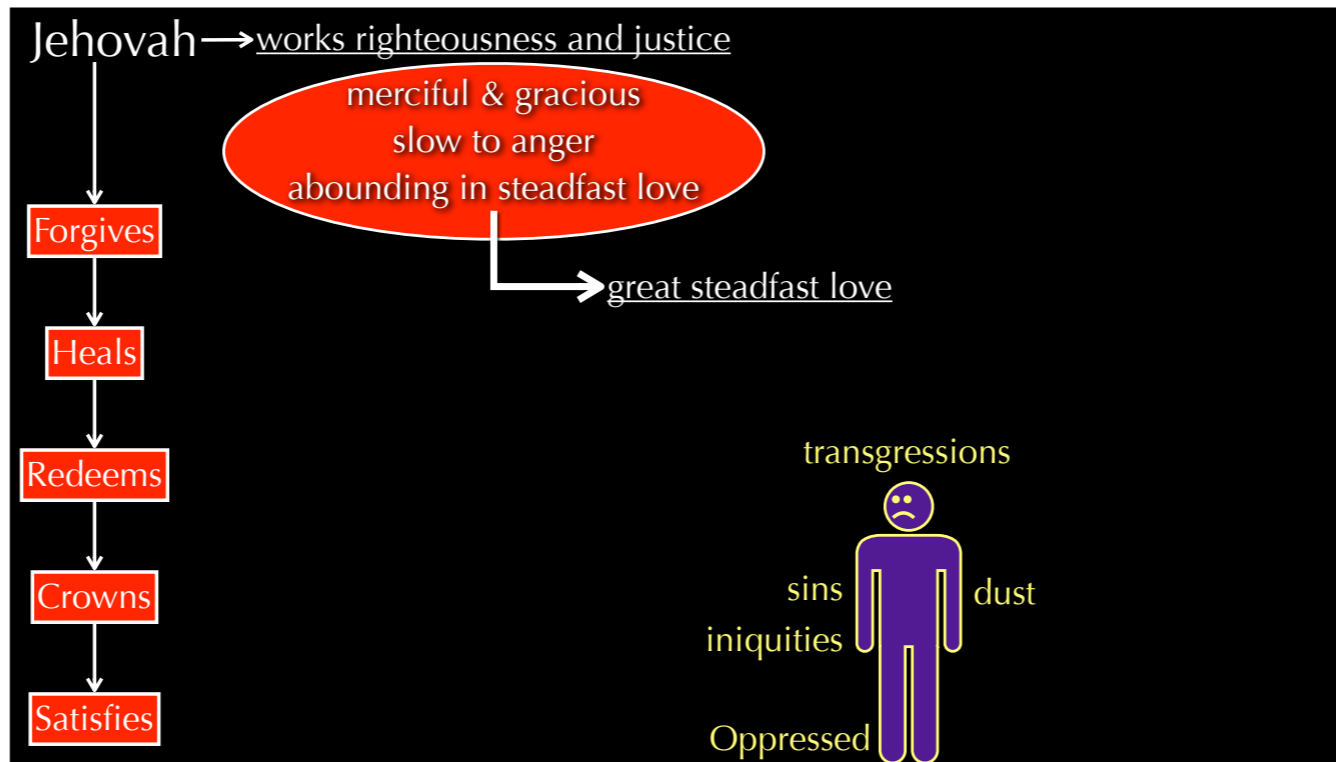 Jehovah works righteousness and justice
merciful & gracious
slow to anger
abounding in steadfast love
Forgives
great steadfast love
Heals
transgressions
Redeems
sins
dust
Crowns
iniquities
Satisfies
Oppressed